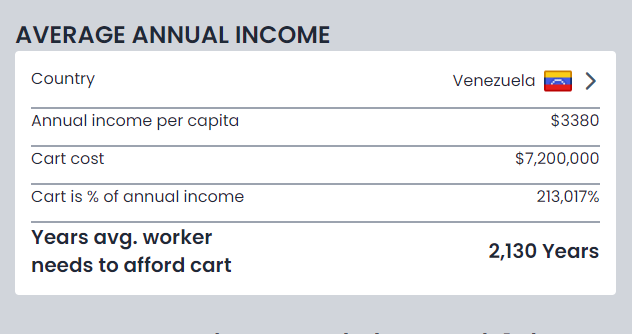 AVERAGE ANNUAL INCOME
Country Venezuela
Annual income per capita $3380
Cart cost $7,200,000
Cart is % of annual income 213,017%
Years avg. worker
needs to afford cart 2,130 Years